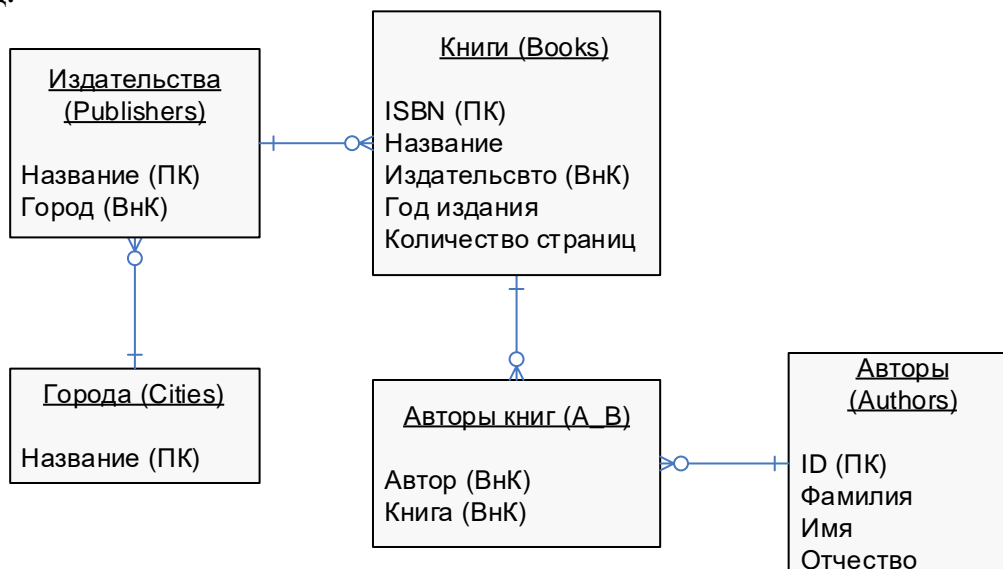 Издательства
(Publishers)
Название (ПК)
Город (ВнК)
Книги (Books)
ISBN (ПК)
Название
Издательсвто (ВнК)
Год издания
Количество страниц
Города (Cities)
Название (ПК)
Авторы книг (A_B)
Автор (ВнК)
Книга (ВнК)
Авторы
(Authors)
ID (ПК)
Фамилия
Имя
Отчество